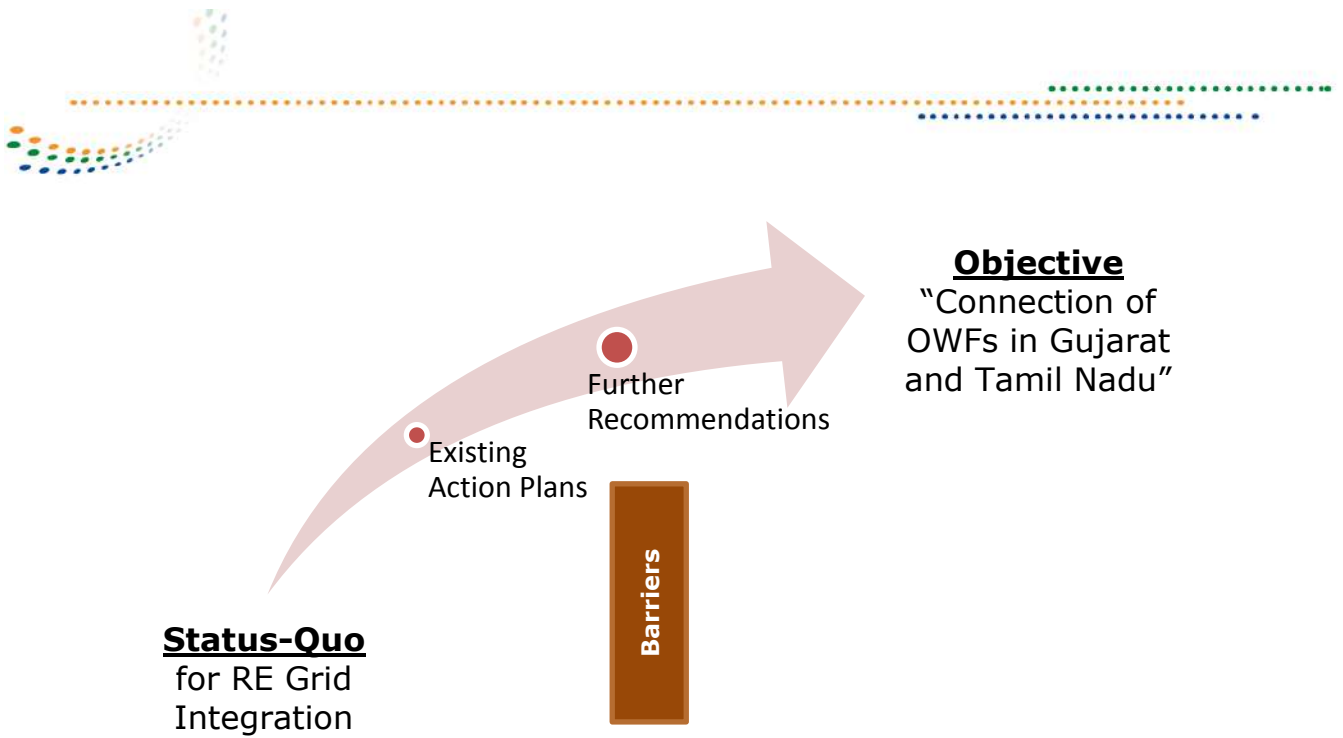 Objective
“Connection of
OWFs in Gujarat
and Tamil Nadu”
Further
Recommendations
Existing
Action Plans
Barriers
Status-Quo
for RE Grid
Integration